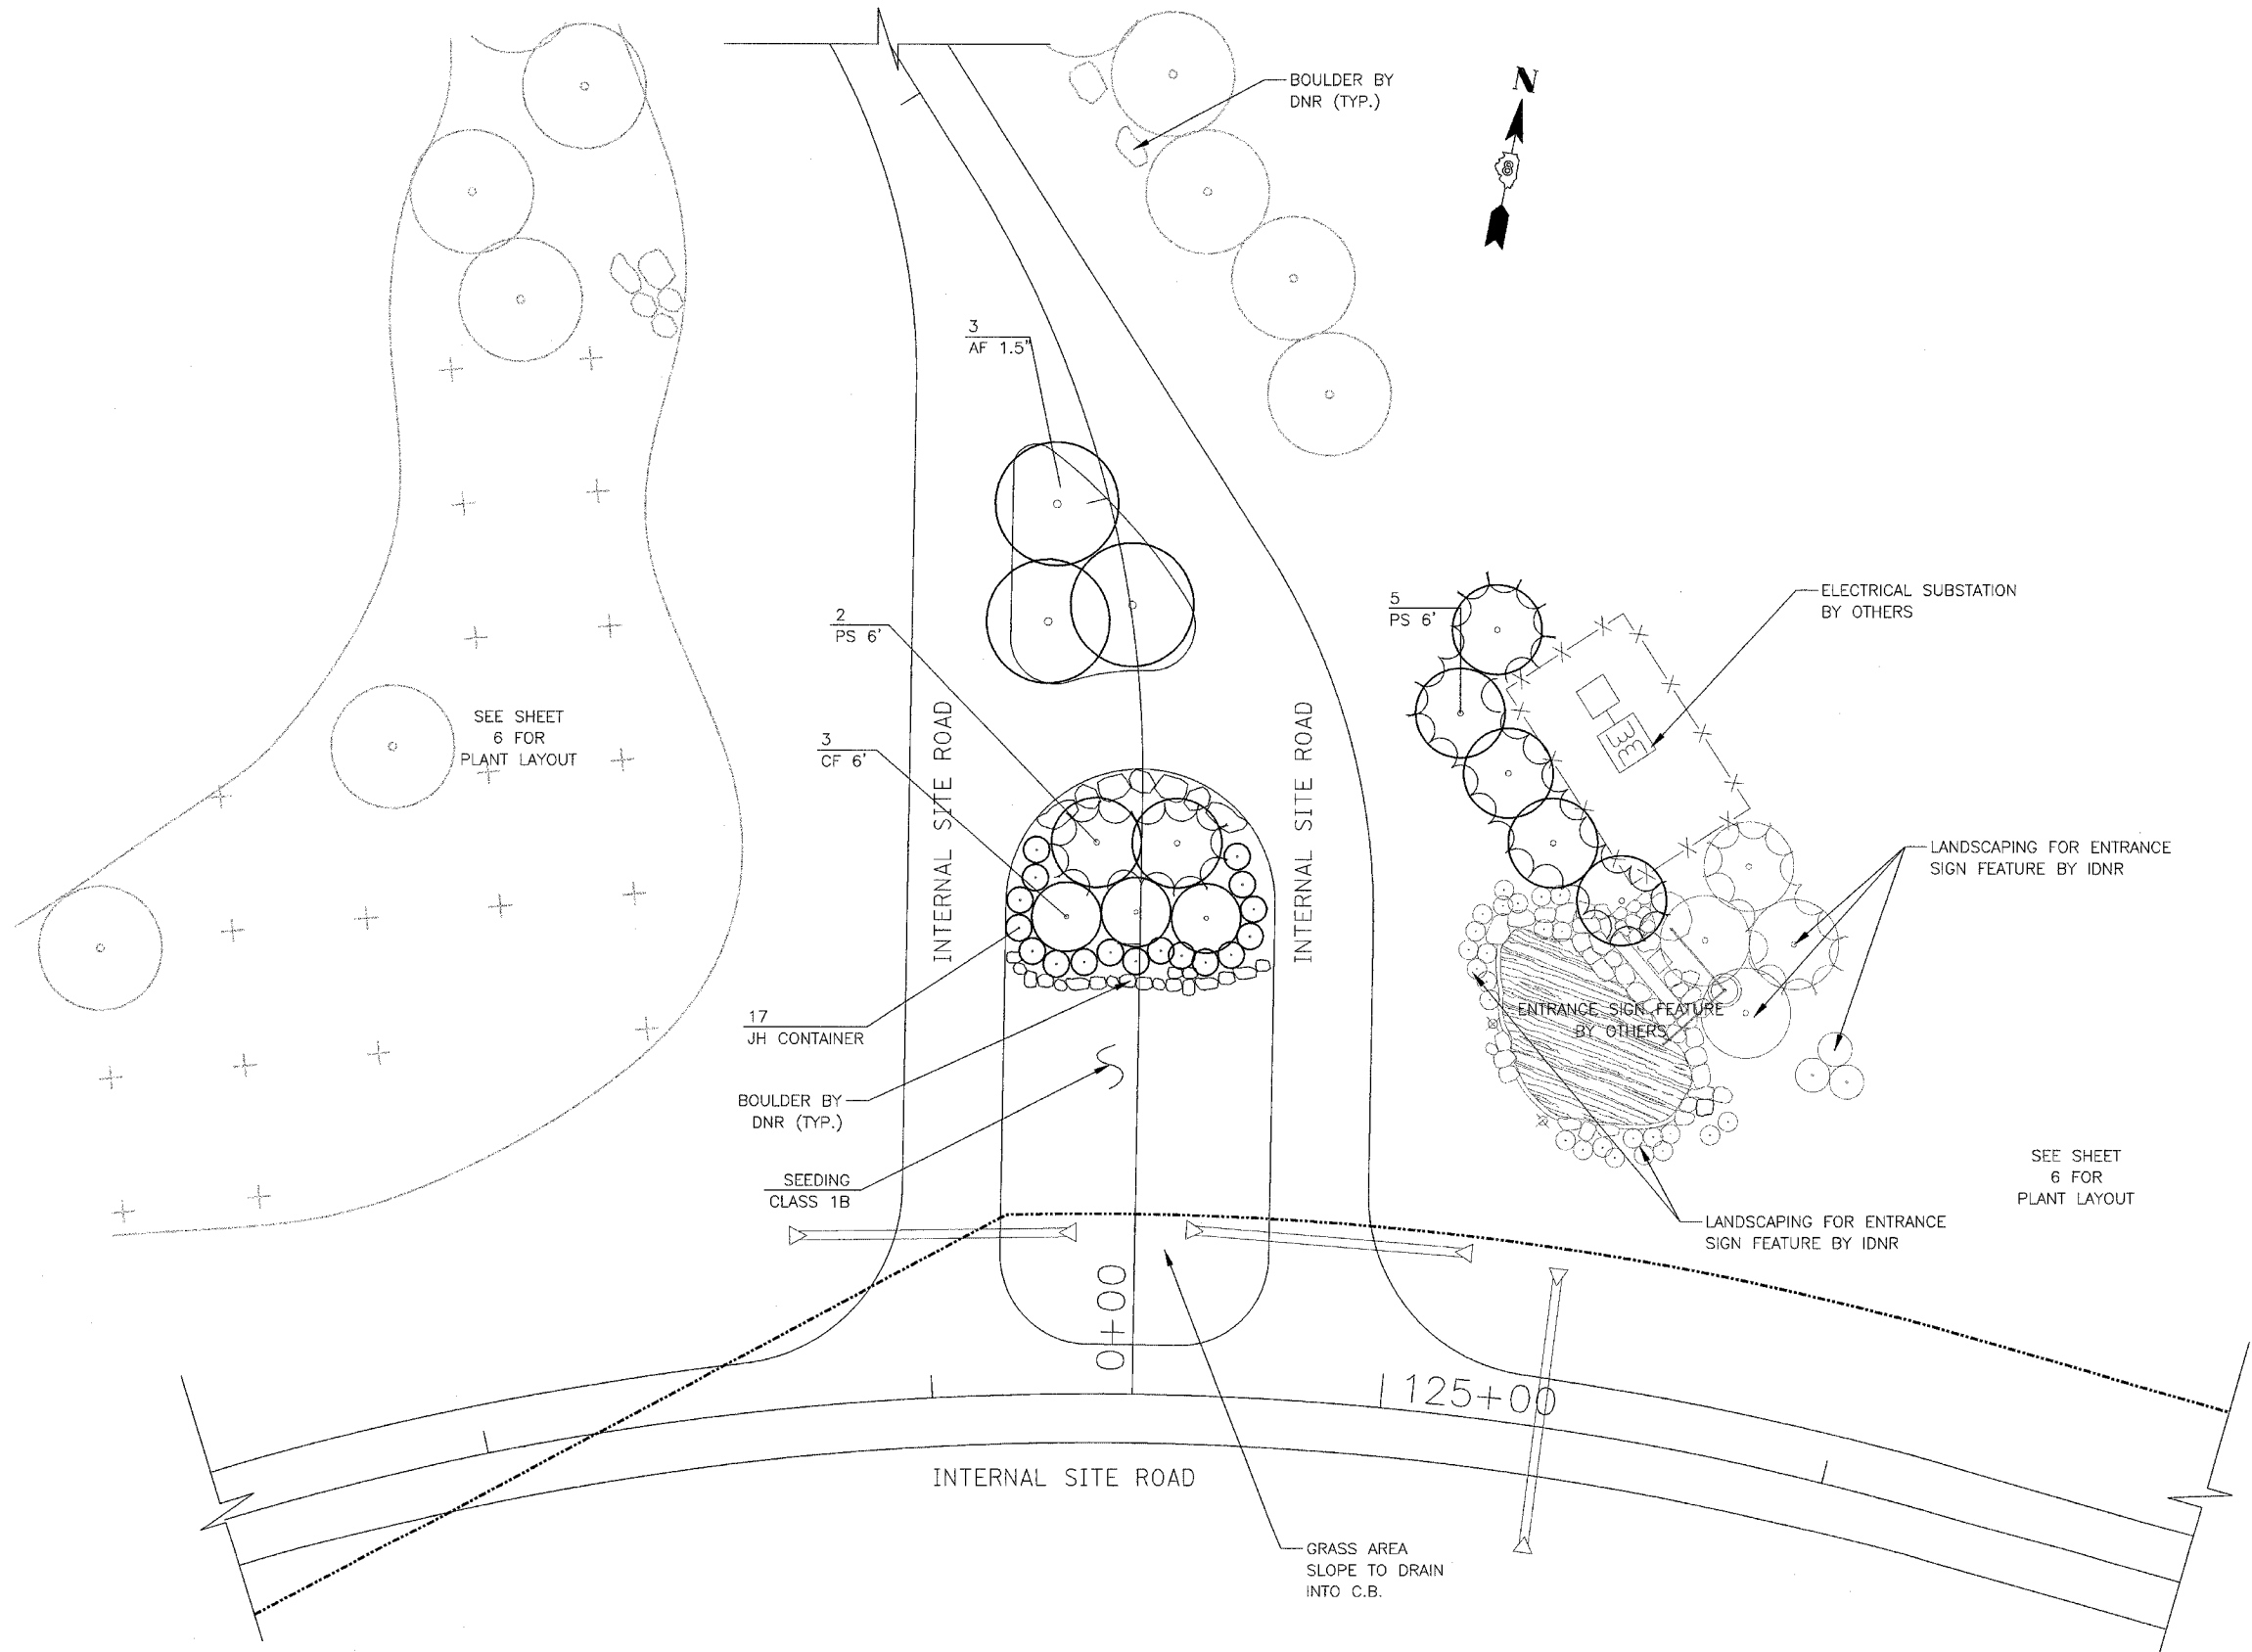 N
BOULDER BY
DNR (TYP.)
3
AF 1.5"
5
PS 6'
ELECTRICAL SUBSTATION
BY OTHERS
2
PS 6'
SEE SHEET
6 FOR
PLANT LAYOUT
3
CF 6'
INTERNAL SITE ROAD
INTERNAL SITE ROAD
LANDSCAPING FOR ENTRANCE
SIGN FEATURE BY IDNR
ENTRANCE SIGN FEATURE
BY OTHERS
17
JH CONTAINER
BOULDER BY
DNR (TYP.)
SEEDING
CLASS 1B
SEE SHEET
6 FOR
PLANT LAYOUT
LANDSCAPING FOR ENTRANCE
SIGN FEATURE BY IDNR
0+00
125+00
INTERNAL SITE ROAD
GRASS AREA
SLOPE TO DRAIN
INTO C.B.